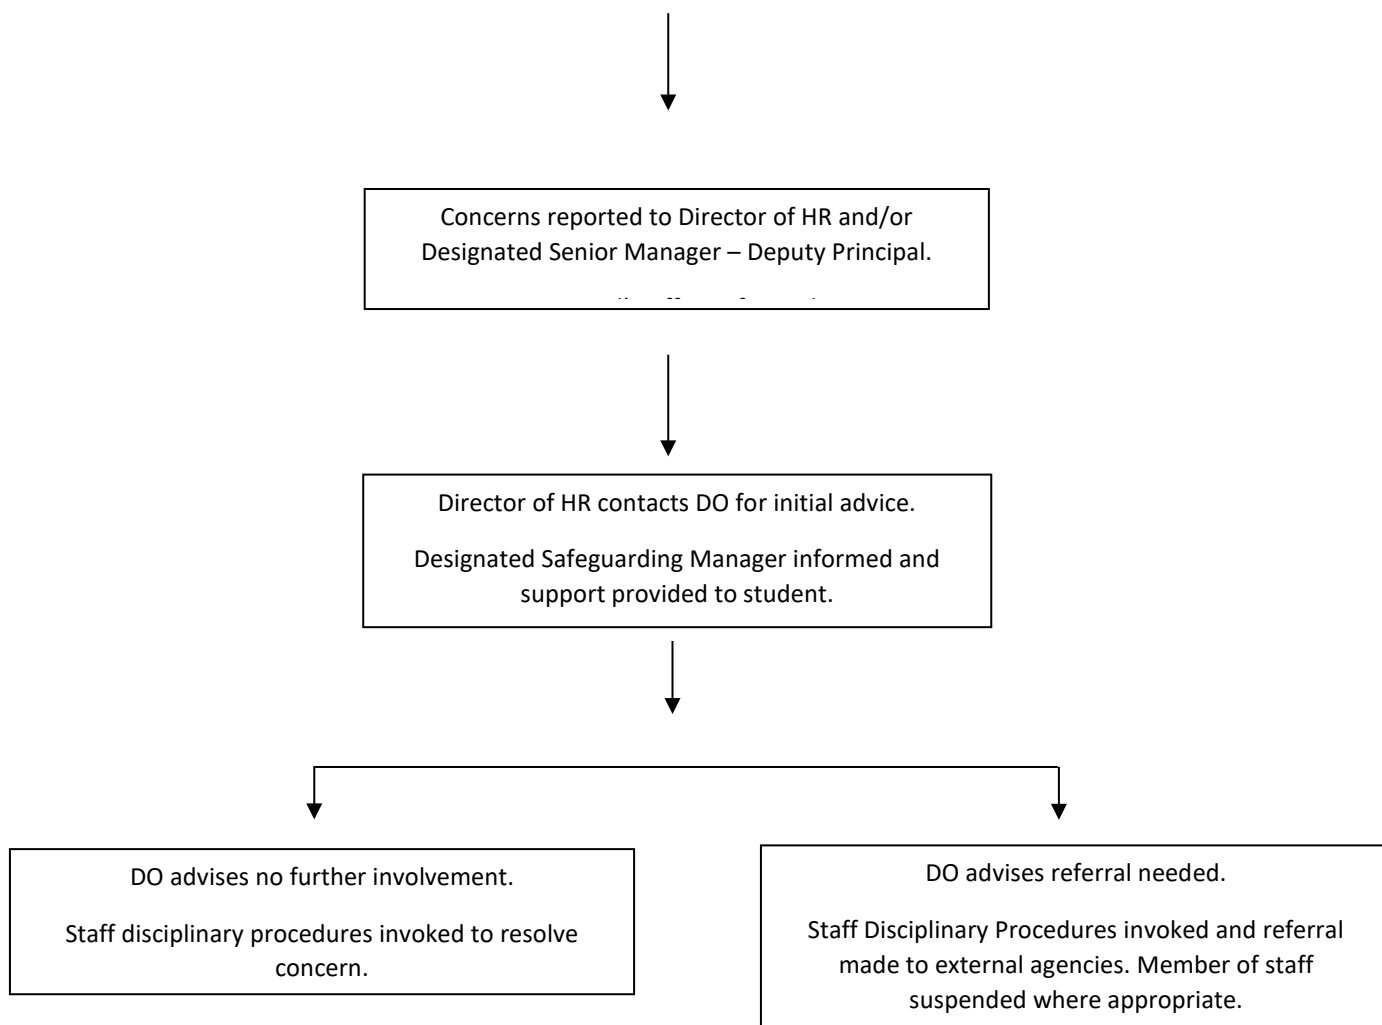 Concerns reported to Director of HR and/or
Designated Senior Manager – Deputy Principal.
Director of HR contacts DO for initial advice.
Designated Safeguarding Manager informed and
support provided to student.
DO advises no further involvement.
Staff disciplinary procedures invoked to resolve
concern.
DO advises referral needed.
Staff Disciplinary Procedures invoked and referral
made to external agencies. Member of staff
suspended where appropriate.